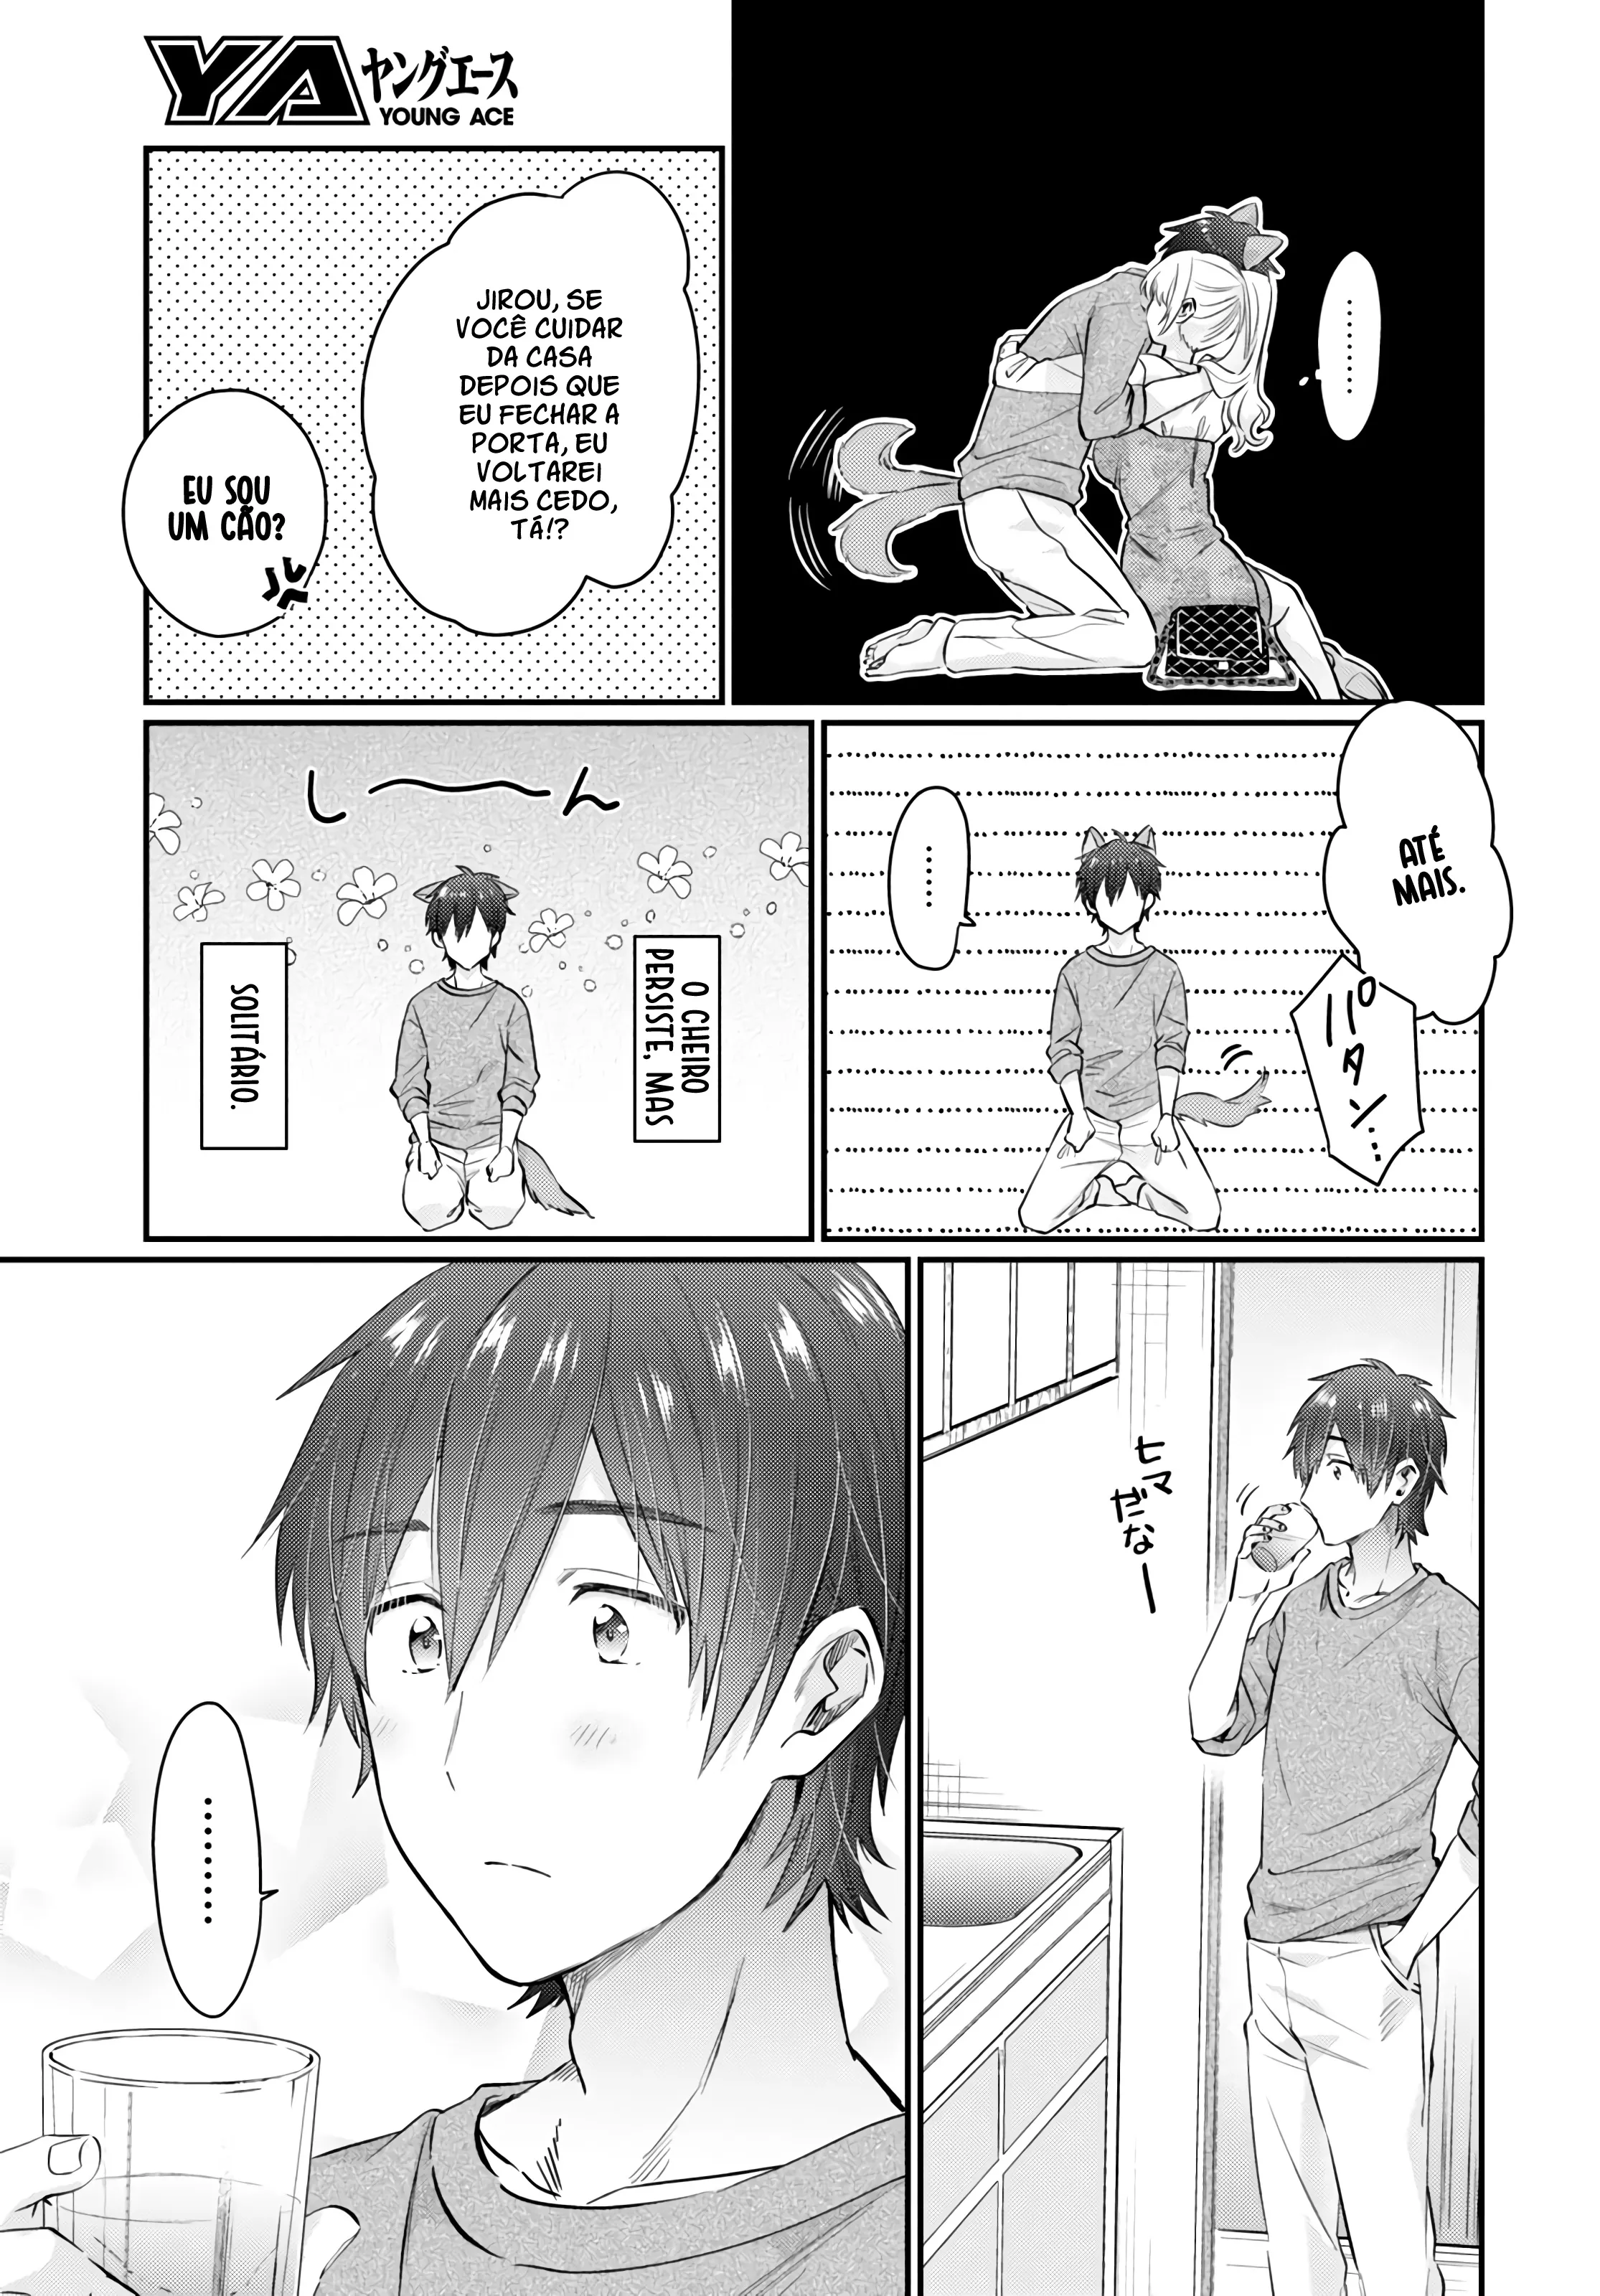 YA ヤングエース
YOUNG ACE
.........
JIROU, SE
VOCÊ CUIDAR
DA CASA
DEPOIS QUE
EU FECHAR A
PORTA, EU
VOLTAREI
MAIS CEDO,
TÁ!?
EU SOU
UM CÃO?
ATÉ
MAIS.
パタン…
......
し〜〜ん
O CHEIRO
PERSISTE, MAS
SOLITÁRIO.
ヒマ
だなー
.........